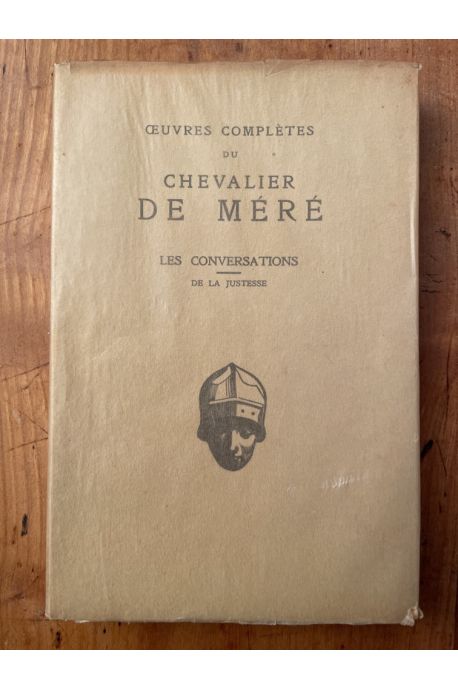 ŒUVRES COMPLÈTES
DU
CHEVALIER
DE MÉRÉ
LES CONVERSATIONS
DE LA JUSTESSE